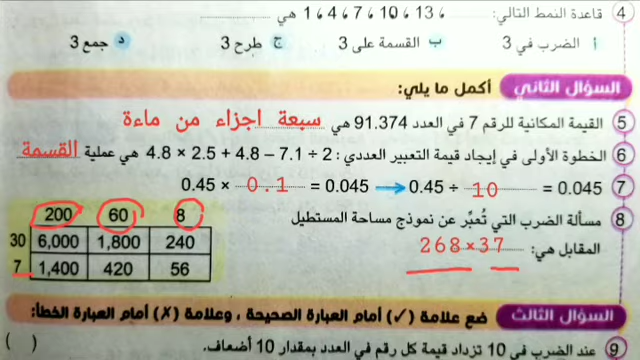 4 قاعدة النمط التالي: 1 ، 4 ، 7 ، 10 ، 13 ، هي
أ الضرب في 3 ب القسمة على 3 ج طرح 3 د جمع 3
السؤال الثاني أكمل ما يلي:
5 القيمة المكانية للرقم 7 في العدد 91.374 هي سبعة اجزاء من ماءة
6 الخطوة الأولى في إيجاد قيمة التعبير العددي: 4.8 × 2.5 + 4.8 – 7.1 ÷ 2 هي عملية القسمة
7 0.45 × 0.1 = 0.045 → 0.45 ÷ 10 = 0.045
8 مسألة الضرب التي تُعبِّر عن نموذج مساحة المستطيل
المقابل هي: 268×37
200 60 8
30 6,000 1,800 240
7 1,400 420 56
السؤال الثالث ضع علامة (✓) أمام العبارة الصحيحة ، وعلامة (✗) أمام العبارة الخطأ:
9 عند الضرب في 10 تزداد قيمة كل رقم في العدد بمقدار 10 أضعاف. ( )